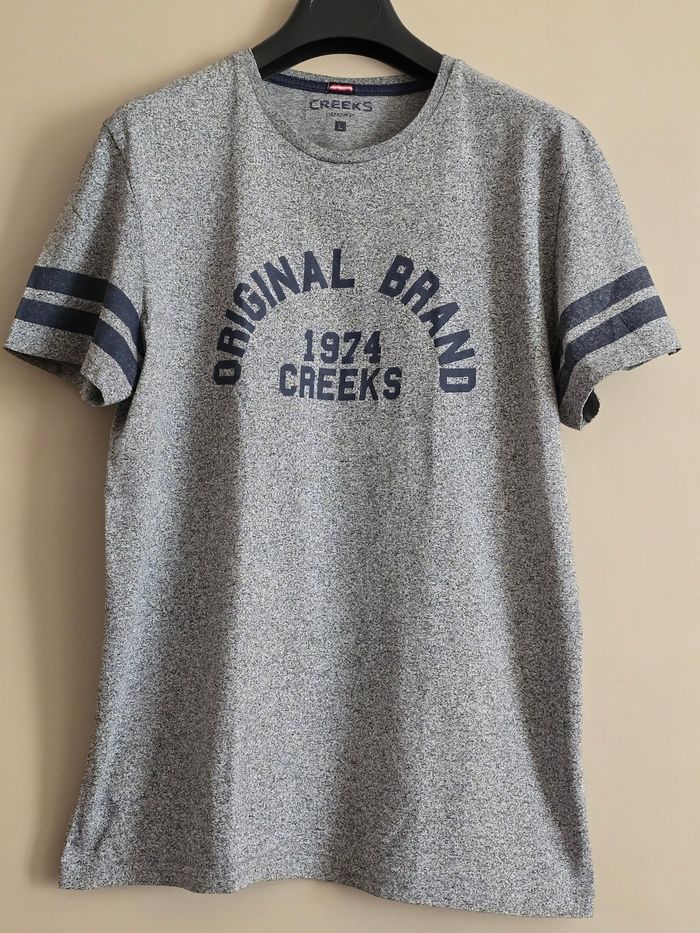 CREEKS
L
ORIGINAL BRAND
1974
CREEKS